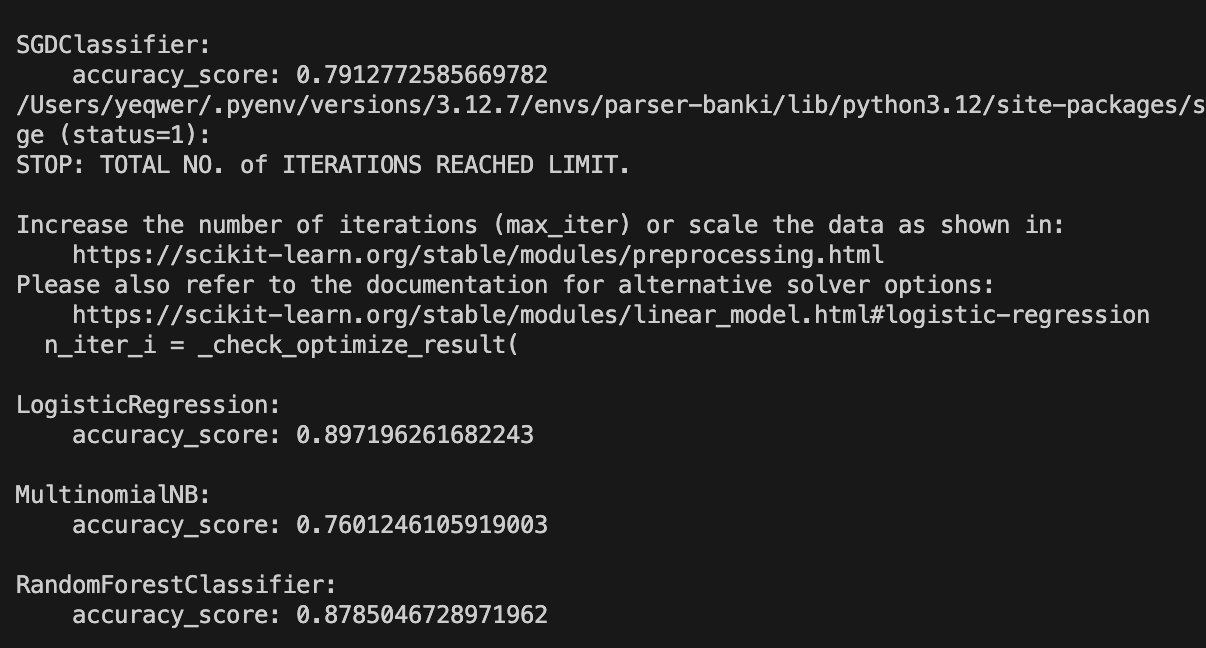 SGDClassifier:
accuracy_score: 0.7912772585669782
/Users/yeqwer/.pyenv/versions/3.12.7/envs/parser-banki/lib/python3.12/site-packages/s
ge (status=1):
STOP: TOTAL NO. of ITERATIONS REACHED LIMIT.
Increase the number of iterations (max_iter) or scale the data as shown in:
https://scikit-learn.org/stable/modules/preprocessing.html
Please also refer to the documentation for alternative solver options:
https://scikit-learn.org/stable/modules/linear_model.html#logistic-regression
n_iter_i = _check_optimize_result(
LogisticRegression:
accuracy_score: 0.897196261682243
MultinomialNB:
accuracy_score: 0.7601246105919003
RandomForestClassifier:
accuracy_score: 0.8785046728971962